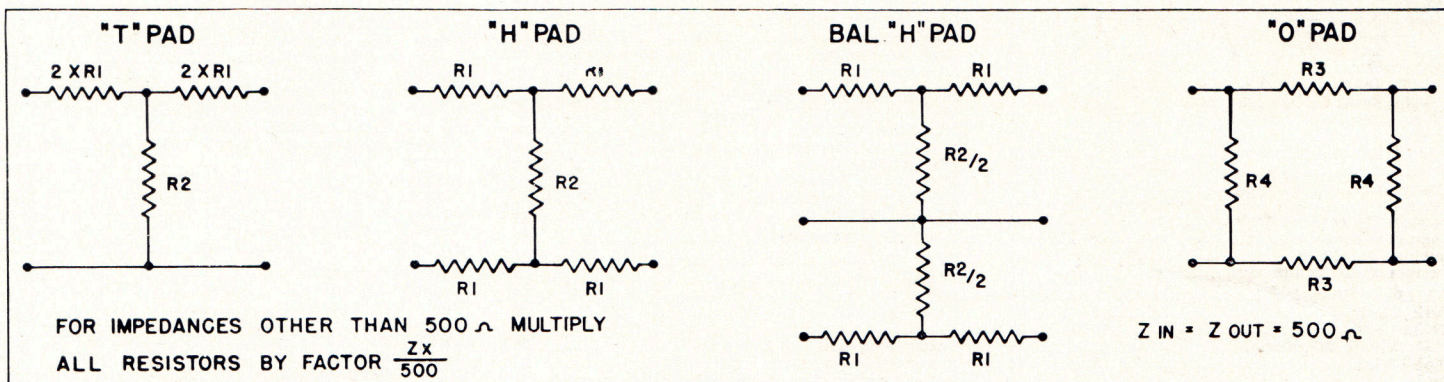 "T" PAD
2 XR1 2 XR1
R2
"H" PAD
R1 R1
R2
R1 R1
BAL. "H" PAD
R1 R1
R2/2
R2/2
R1 R1
"O" PAD
R3
R4 R4
R3
FOR IMPEDANCES OTHER THAN 500 Ω MULTIPLY
ALL RESISTORS BY FACTOR ZX/500
Z IN = Z OUT = 500 Ω